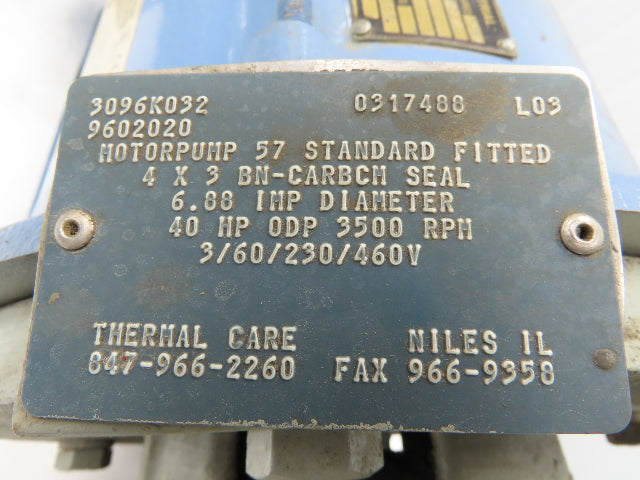 3096K032 0317488 L03
9602020
MOTORPUMP 57 STANDARD FITTED
4 X 3 BN-CARBCM SEAL
6.88 IMP DIAMETER
40 HP ODP 3500 RPM
3/60/230/460V
THERMAL CARE NILES IL
847-966-2260 FAX 966-9358